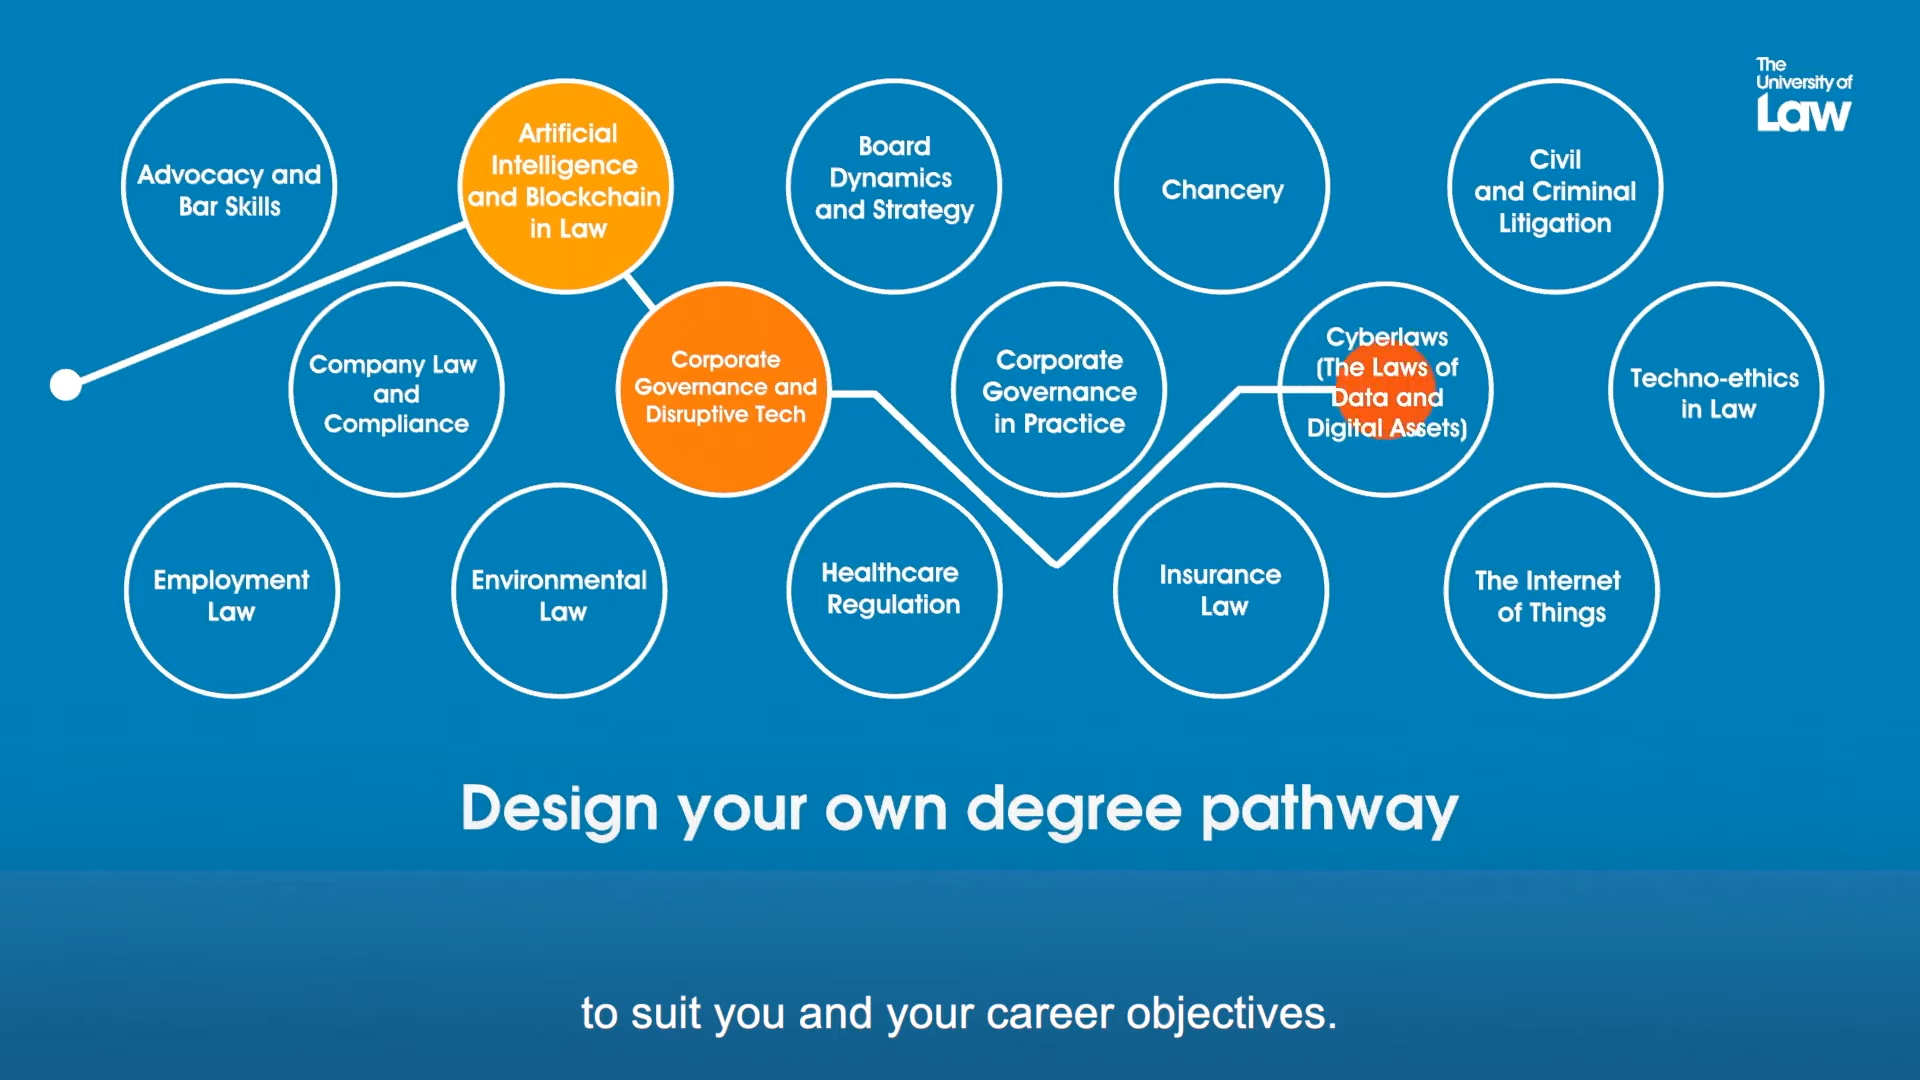 The
University of
Law
Advocacy and
Bar Skills
Artificial
Intelligence
and Blockchain
in Law
Board
Dynamics
and Strategy
Chancery
Civil
and Criminal
Litigation
Company Law
and
Compliance
Corporate
Governance and
Disruptive Tech
Corporate
Governance
in Practice
Cyberlaws
(The Laws of
Data and
Digital Assets)
Techno-ethics
in Law
Employment
Law
Environmental
Law
Healthcare
Regulation
Insurance
Law
The Internet
of Things
Design your own degree pathway
to suit you and your career objectives.